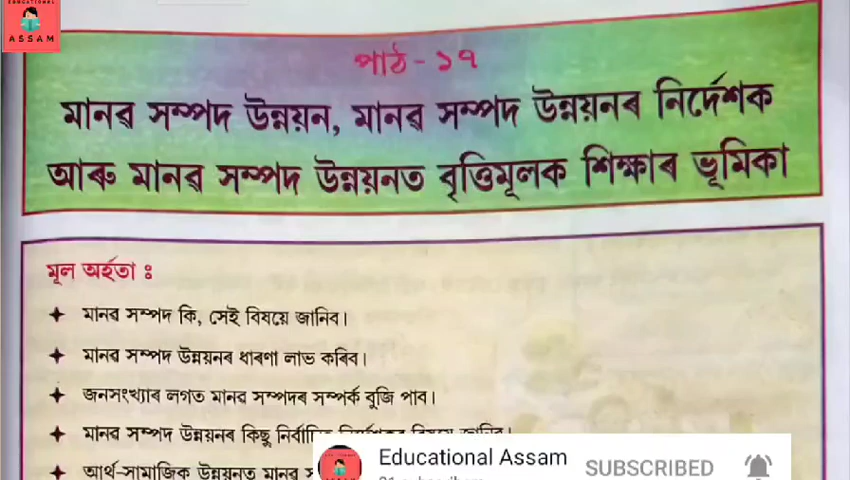 EDUCATIONAL
ASSAM
পাঠ - ১৭
মানৱ সম্পদ উন্নয়ন, মানৱ সম্পদ উন্নয়নৰ নিৰ্দেশক
আৰু মানৱ সম্পদ উন্নয়নত বৃত্তিমূলক শিক্ষাৰ ভূমিকা
মূল অৰ্হতা ঃ
✦ মানৱ সম্পদ কি, সেই বিষয়ে জানিব।
✦ মানৱ সম্পদ উন্নয়নৰ ধাৰণা লাভ কৰিব।
✦ জনসংখ্যাৰ লগত মানৱ সম্পদৰ সম্পৰ্ক বুজি পাব।
✦ মানৱ সম্পদ উন্নয়নৰ কিছু
✦ আৰ্থ-সামাজিক উন্নয়নত মানৱ
Educational Assam
SUBSCRIBED